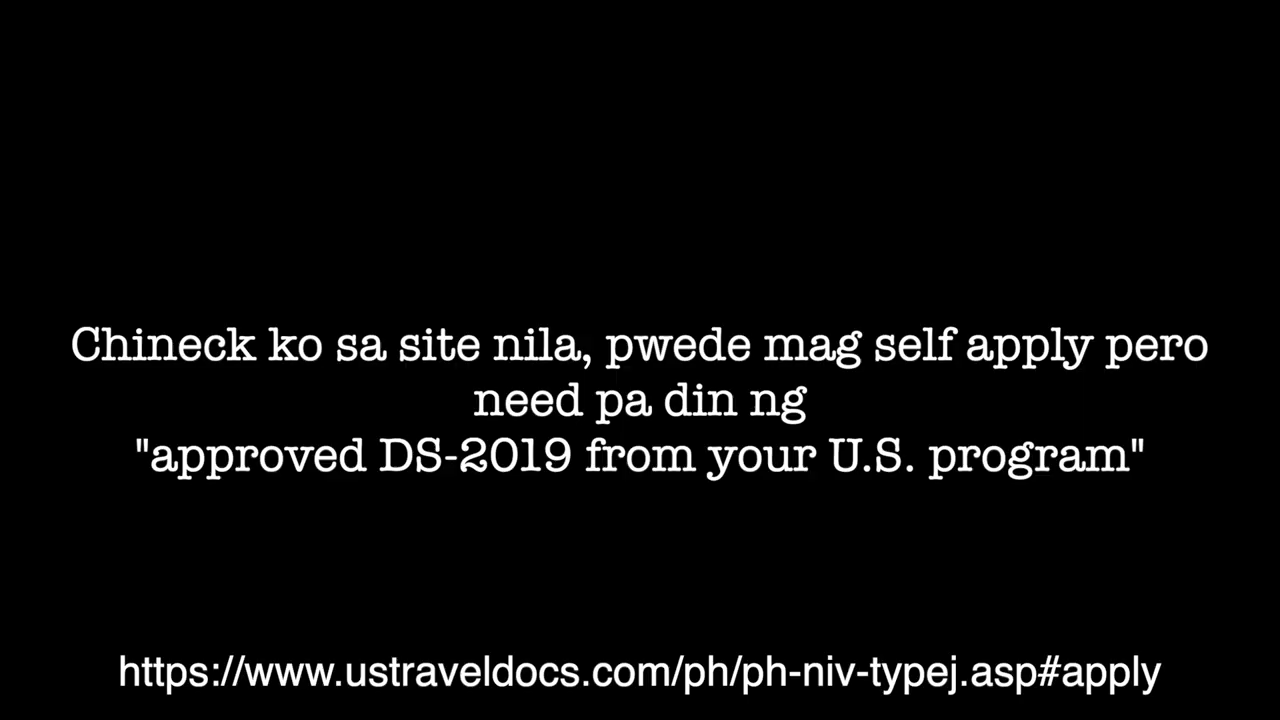 Chineck ko sa site nila, pwede mag self apply pero
need pa din ng
"approved DS-2019 from your U.S. program"
https://www.ustraveldocs.com/ph/ph-niv-typej.asp#apply